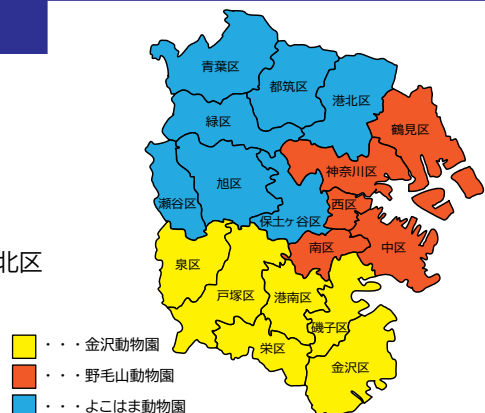 青葉区
都筑区
港北区
鶴見区
緑区
神奈川区
旭区
瀬谷区
西区
保土ヶ谷区
南区
中区
泉区
北区
戸塚区
港南区
磯子区
栄区
金沢区
・・・金沢動物園
・・・野毛山動物園
・・・よこはま動物園